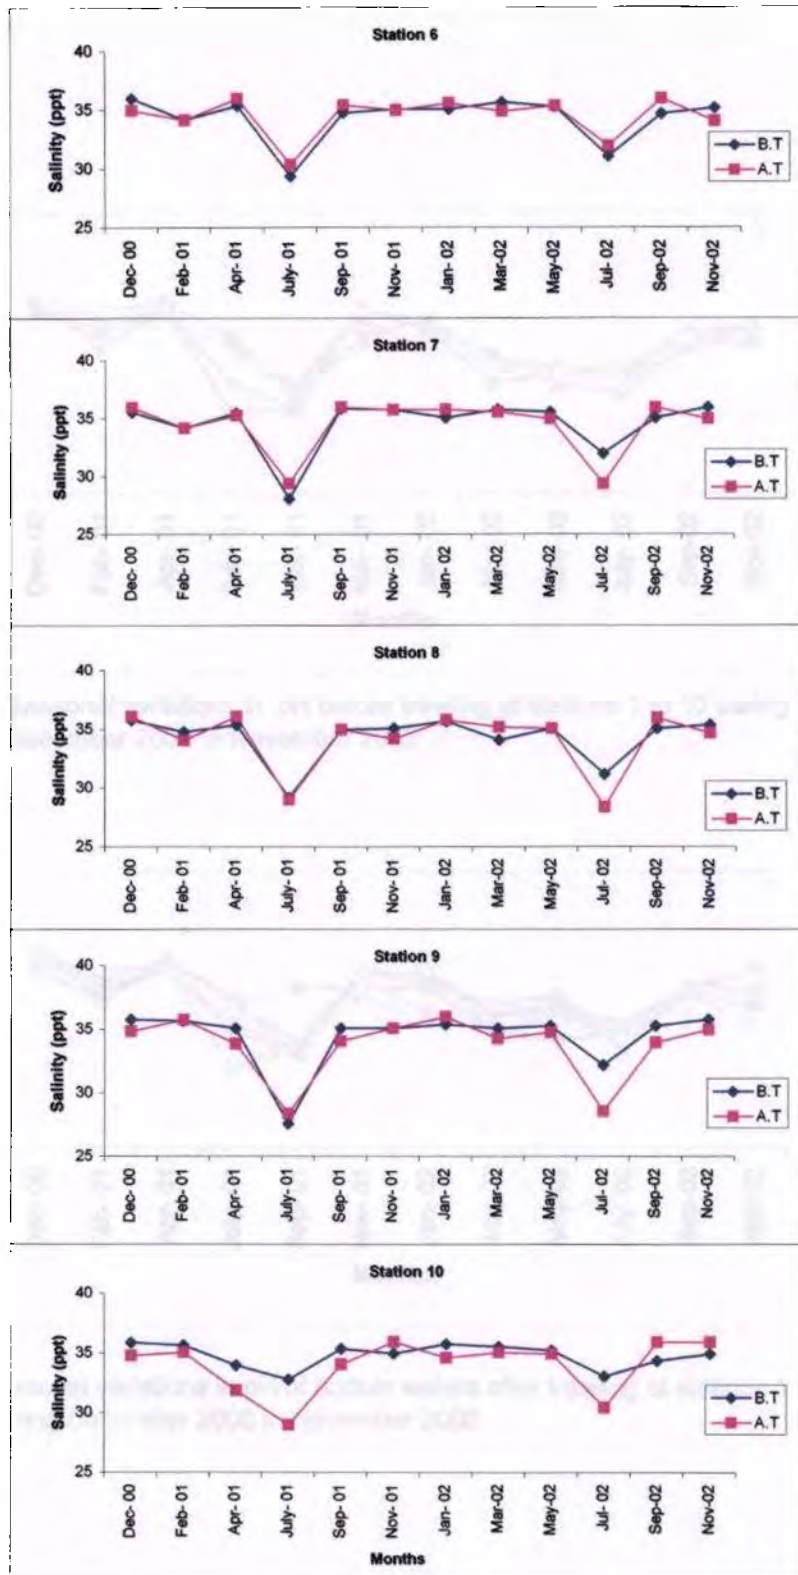 Station 6
40
35
30
25
Salinity (ppt)
B.T
A.T
Dec- 00
Feb- 01
Apr- 01
July- 01
Sep- 01
Nov- 01
Jan- 02
Mar-02
May-02
Jul- 02
Sep-02
Nov-02
Station 7
40
35
30
25
Salinity (ppt)
B.T
A.T
Dec- 00
Feb- 01
Apr- 01
July- 01
Sep- 01
Nov- 01
Jan- 02
Mar-02
May-02
Jul- 02
Sep-02
Nov-02
Station 8
40
35
30
25
Salinity (ppt)
B.T
A.T
Dec- 00
Feb- 01
Apr- 01
July- 01
Sep- 01
Nov- 01
Jan- 02
Mar-02
May-02
Jul- 02
Sep-02
Nov-02
Station 9
40
35
30
25
Salinity (ppt)
B.T
A.T
Dec- 00
Feb- 01
Apr- 01
July- 01
Sep- 01
Nov- 01
Jan- 02
Mar-02
May-02
Jul- 02
Sep-02
Nov-02
Station 10
40
35
30
25
Salinity (ppt)
B.T
A.T
Dec- 00
Feb- 01
Apr- 01
July- 01
Sep- 01
Nov- 01
Jan- 02
Mar-02
May-02
Jul- 02
Sep-02
Nov-02
Months